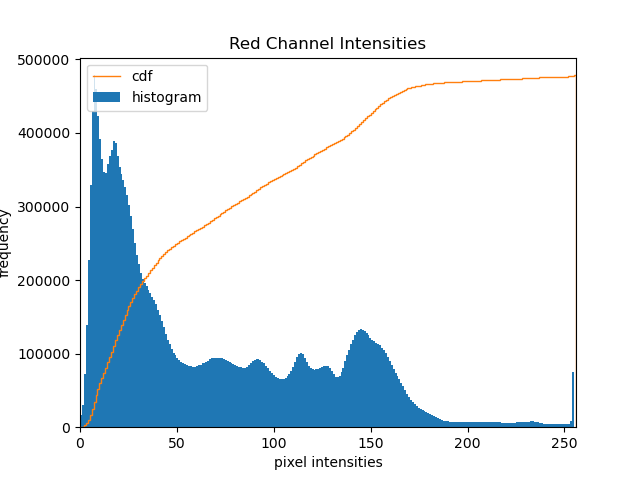 Red Channel Intensities
500000
400000
300000
200000
100000
0
frequency
cdf
histogram
0 50 100 150 200 250
pixel intensities